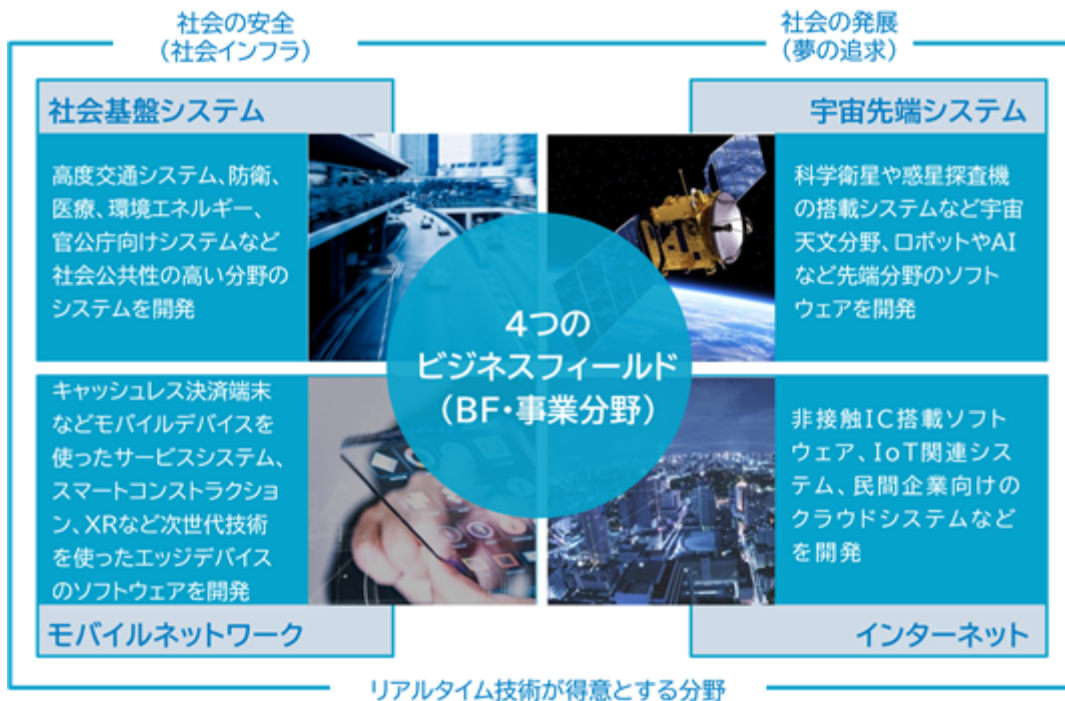 社会の安全
（社会インフラ）
社会の発展
（夢の追求）
社会基盤システム
高度交通システム、防衛、
医療、環境エネルギー、
官公庁向けシステムなど
社会公共性の高い分野の
システムを開発
宇宙先端システム
科学衛星や惑星探査機
の搭載システムなど宇宙
天文分野、ロボットやAI
など先端分野のソフト
ウェアを開発
4つの
ビジネスフィールド
（BF・事業分野）
キャッシュレス決済端末
などモバイルデバイスを
使ったサービスシステム、
スマートコンストラクショ
ン、XRなど次世代技術
を使ったエッジデバイス
のソフトウェアを開発
モバイルネットワーク
非接触IC搭載ソフト
ウェア、IoT関連シス
テム、民間企業向けの
クラウドシステムなど
を開発
インターネット
リアルタイム技術が得意とする分野